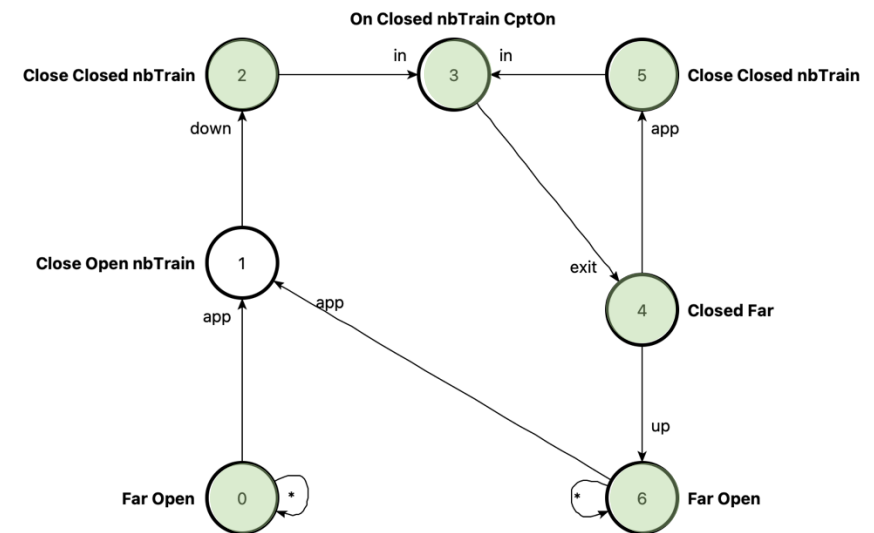 On Closed nbTrain CptOn
Close Closed nbTrain
2
in
3
in
5
Close Closed nbTrain
down
app
Close Open nbTrain
1
exit
app
app
4
Closed Far
up
Far Open
0
*
*
6
Far Open